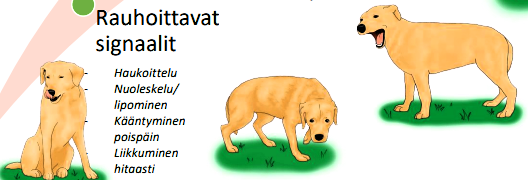 Rauhoittavat
signaalit
- Haukoittelu
- Nuoleskelu/
lipominen
- Kääntyminen
poispäin
- Liikkuminen
hitaasti